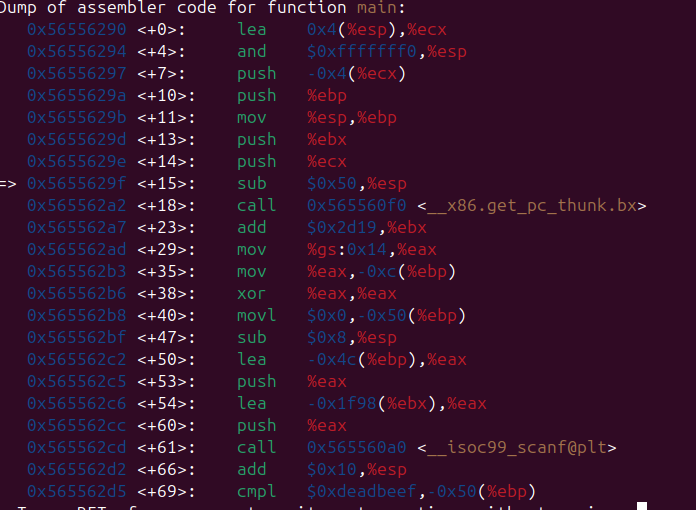 Dump of assembler code for function main:
0x56556290 <+0>: lea 0x4(%esp),%ecx
0x56556294 <+4>: and $0xfffffff0,%esp
0x56556297 <+7>: push -0x4(%ecx)
0x5655629a <+10>: push %ebp
0x5655629b <+11>: mov %esp,%ebp
0x5655629d <+13>: push %ebx
0x5655629e <+14>: push %ecx
=> 0x5655629f <+15>: sub $0x50,%esp
0x565562a2 <+18>: call 0x565560f0 <__x86.get_pc_thunk.bx>
0x565562a7 <+23>: add $0x2d19,%ebx
0x565562ad <+29>: mov %gs:0x14,%eax
0x565562b3 <+35>: mov %eax,-0xc(%ebp)
0x565562b6 <+38>: xor %eax,%eax
0x565562b8 <+40>: movl $0x0,-0x50(%ebp)
0x565562bf <+47>: sub $0x8,%esp
0x565562c2 <+50>: lea -0x4c(%ebp),%eax
0x565562c5 <+53>: push %eax
0x565562c6 <+54>: lea -0x1f98(%ebx),%eax
0x565562cc <+60>: push %eax
0x565562cd <+61>: call 0x565560a0 <__isoc99_scanf@plt>
0x565562d2 <+66>: add $0x10,%esp
0x565562d5 <+69>: cmpl $0xdeadbeef,-0x50(%ebp)